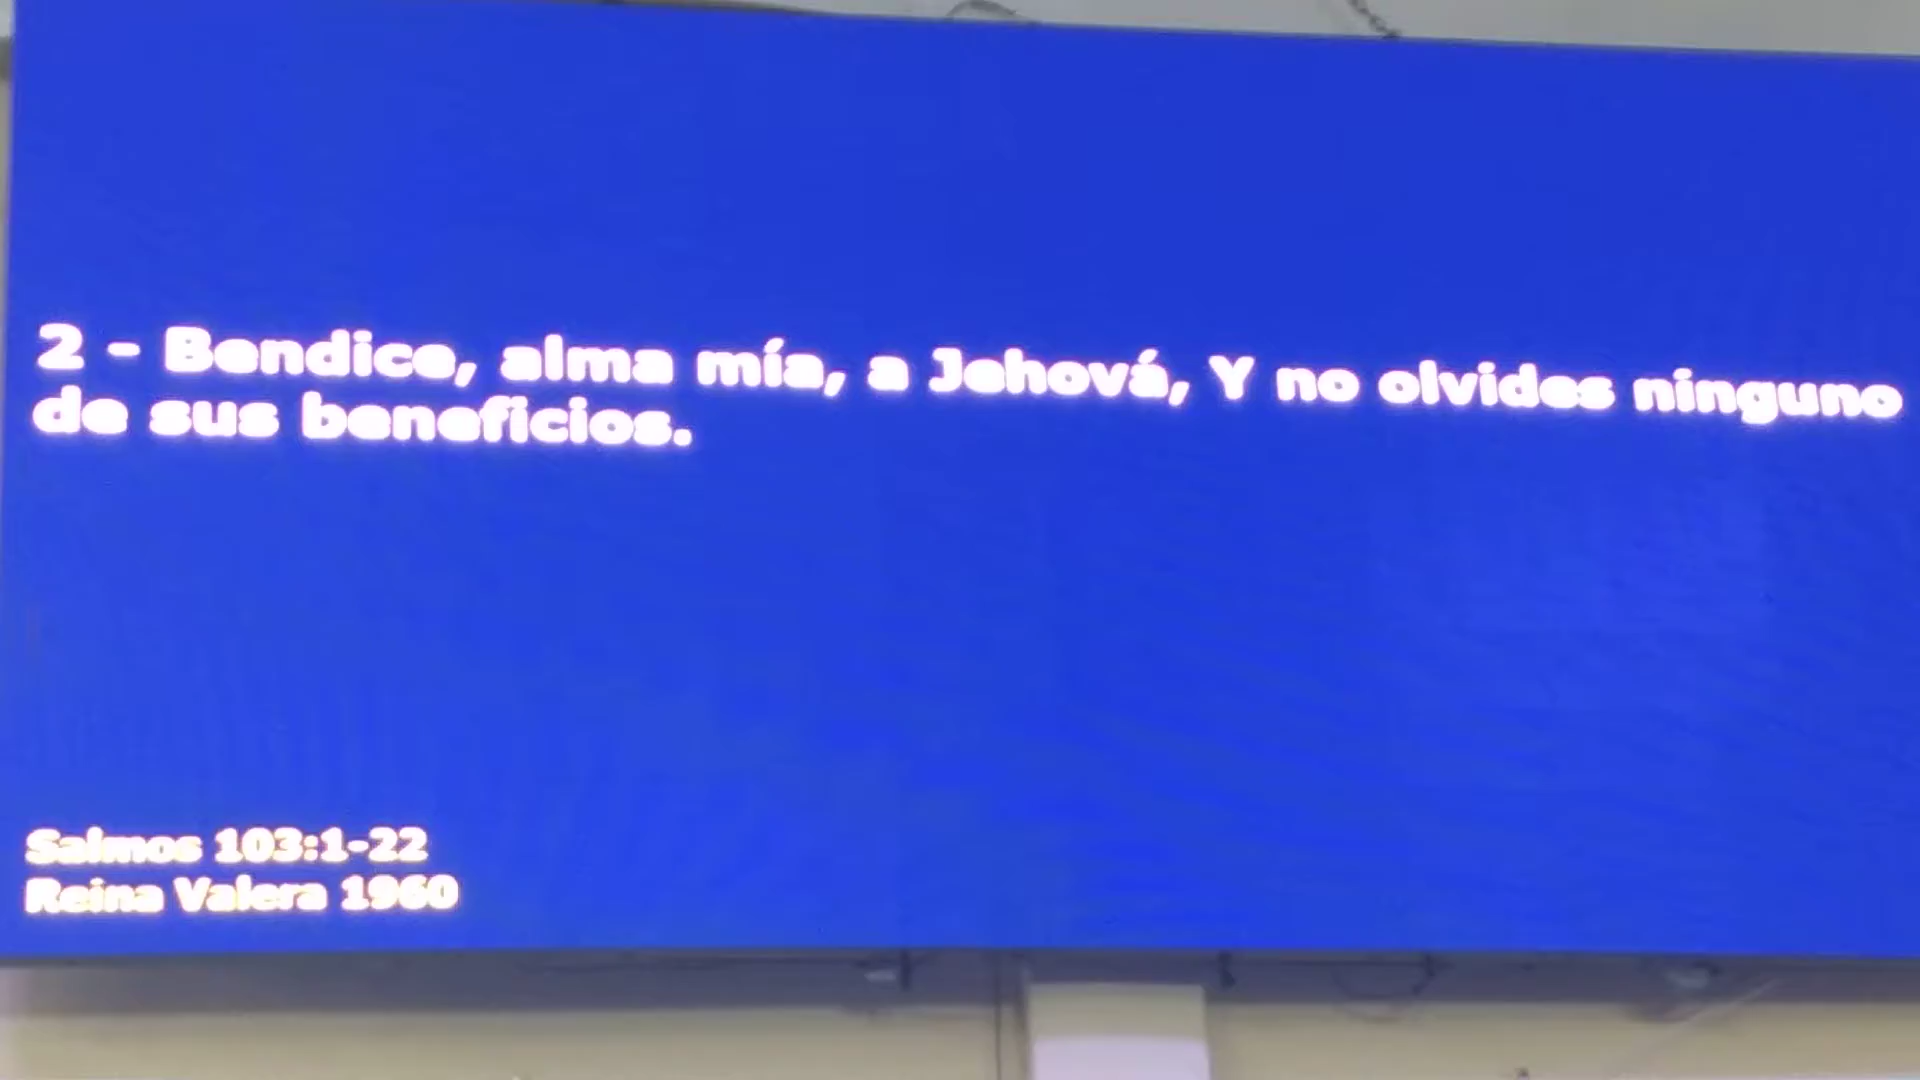 2 - Bendice, alma mía, a Jehová, Y no olvides ninguno
de sus beneficios.
Salmos 103:1-22
Reina Valera 1960